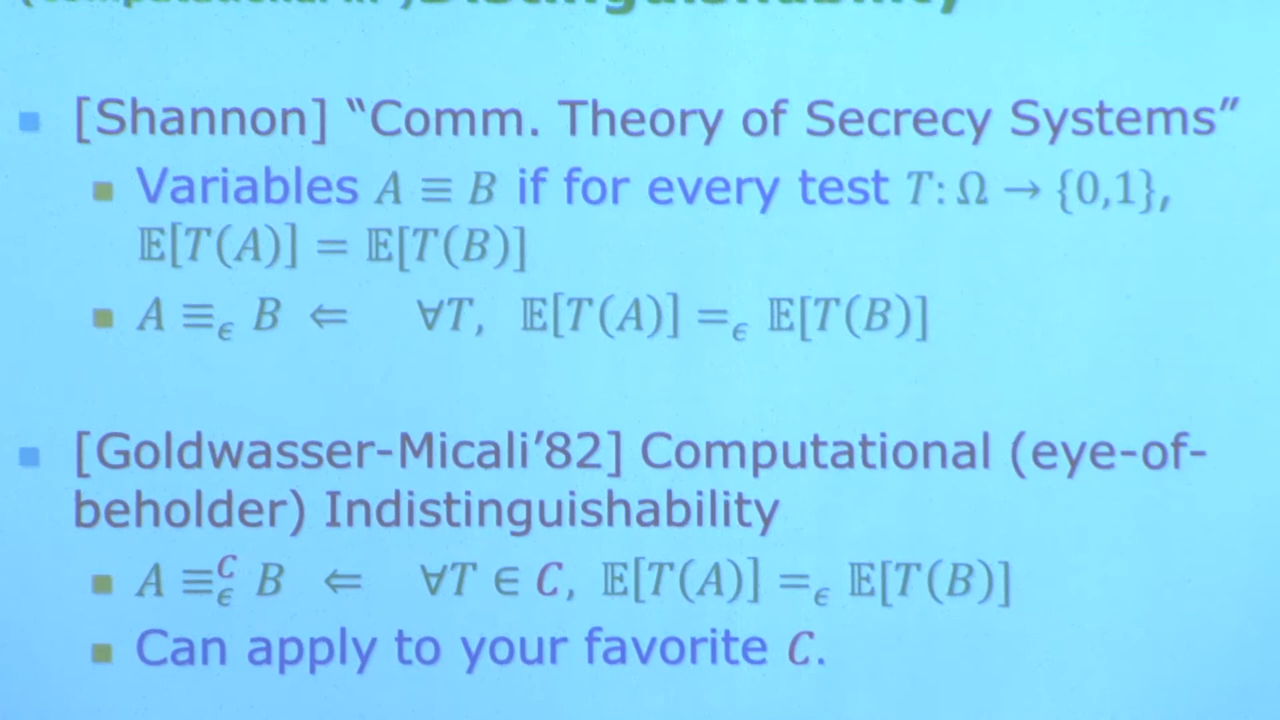 [Shannon] “Comm. Theory of Secrecy Systems”
Variables A ≡ B if for every test T: Ω → {0,1},
𝔼[T(A)] = 𝔼[T(B)]
A ≡_ϵ B ⇐ ∀T, 𝔼[T(A)] =_ϵ 𝔼[T(B)]
[Goldwasser-Micali’82] Computational (eye-of-
beholder) Indistinguishability
A ≡_ϵ^C B ⇐ ∀T ∈ C, 𝔼[T(A)] =_ϵ 𝔼[T(B)]
Can apply to your favorite C.